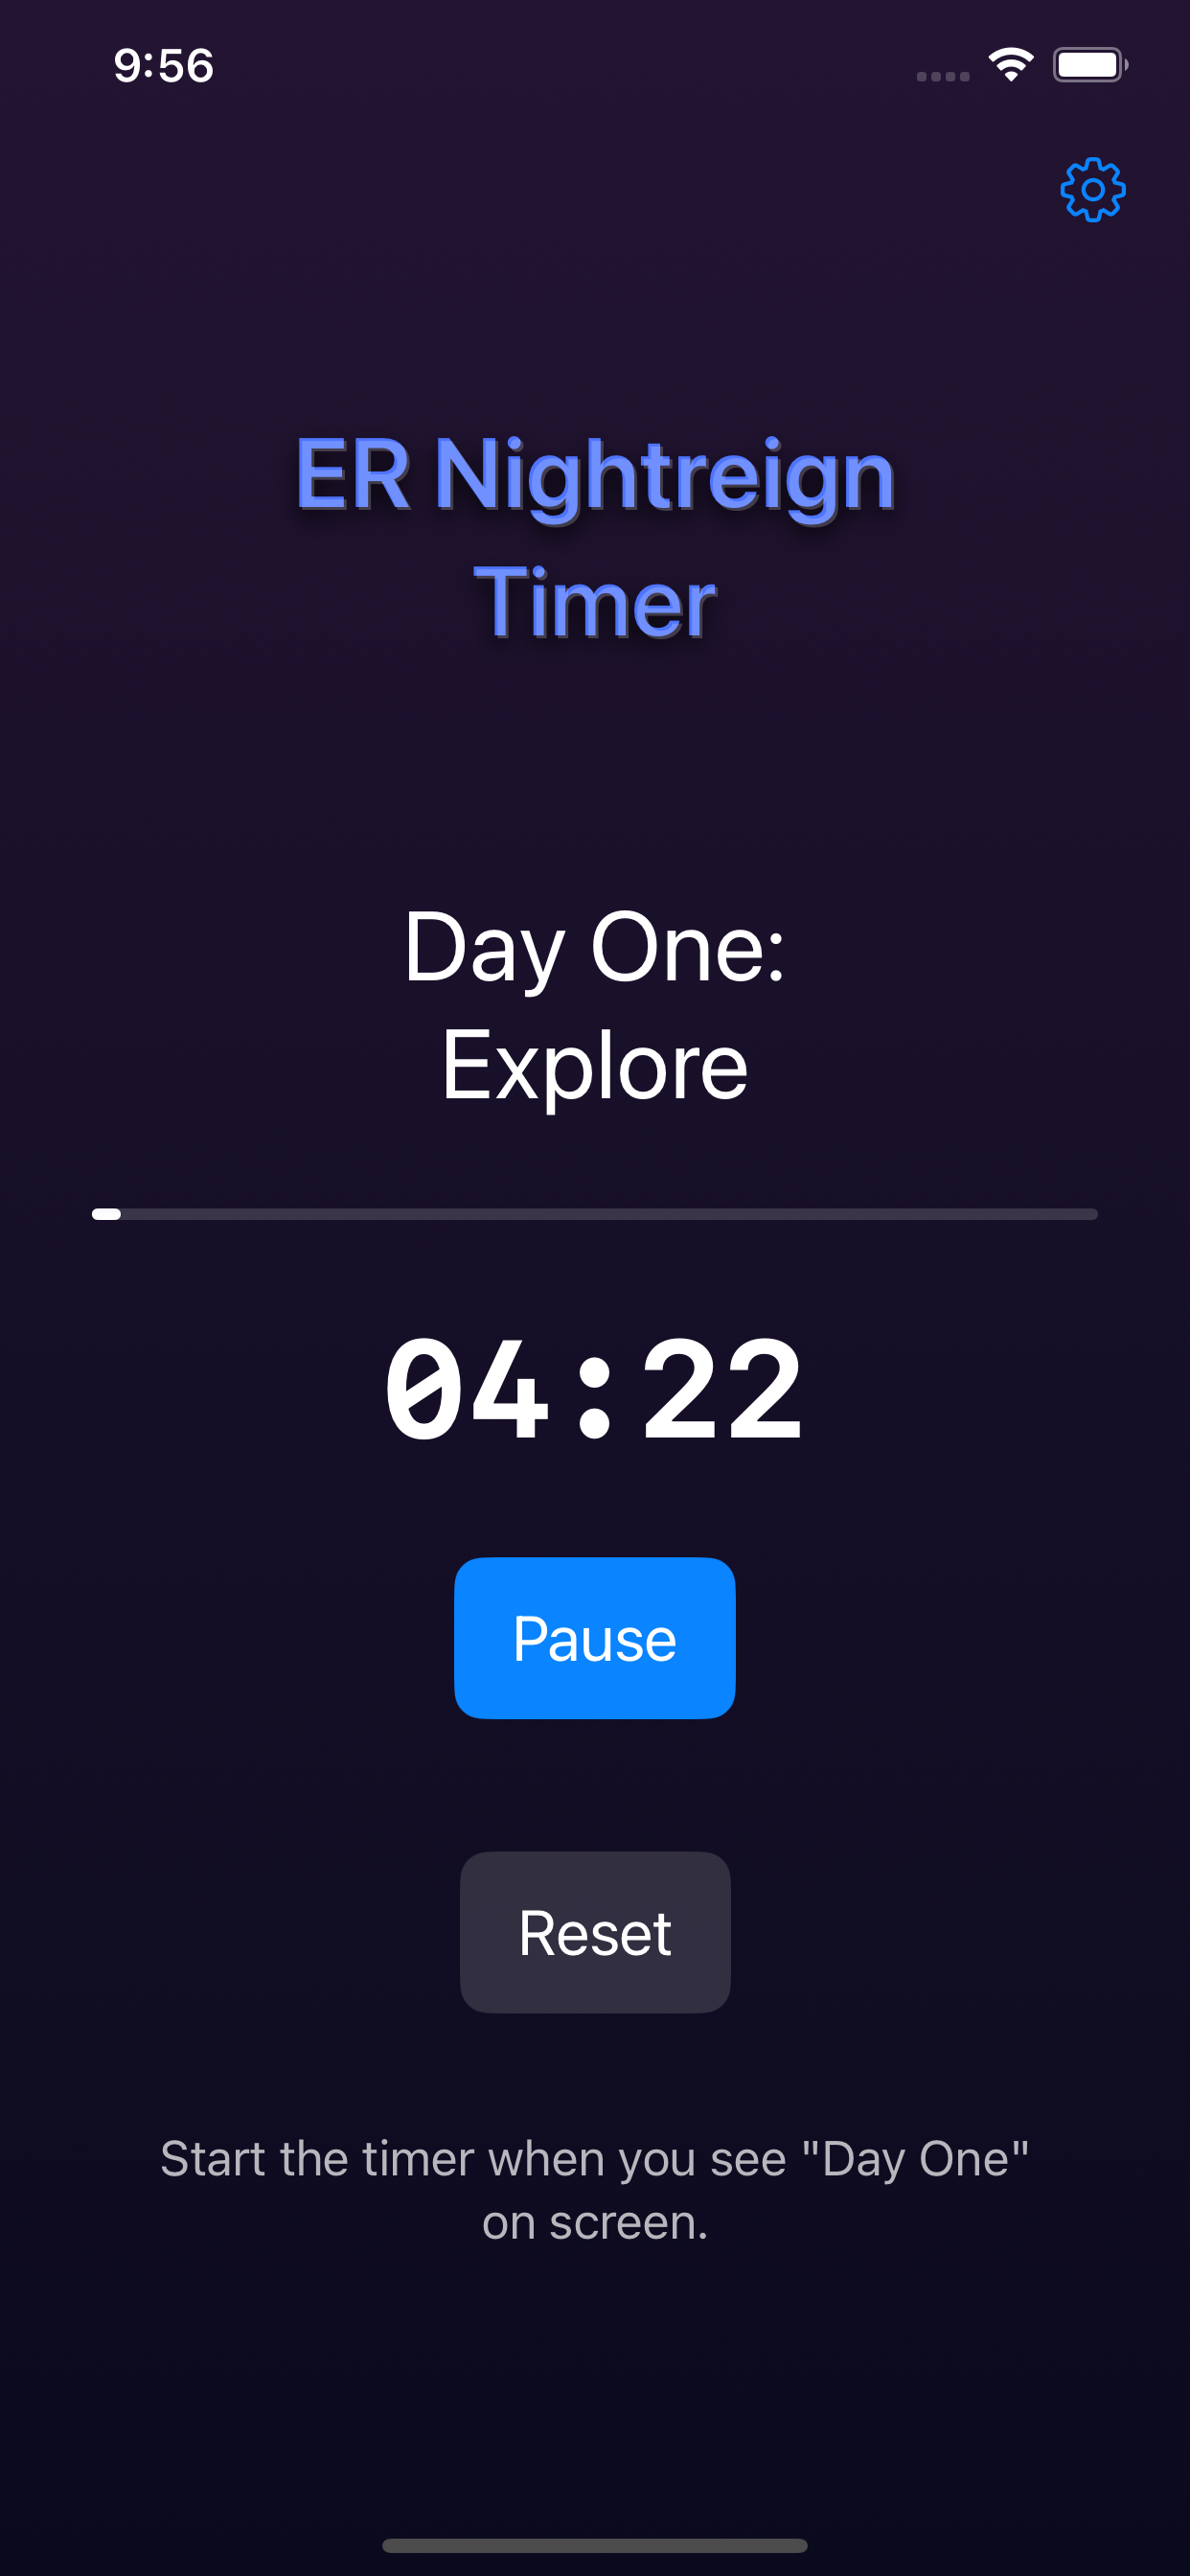 9:56
ER Nightreign
Timer
Day One:
Explore
04:22
Pause
Reset
Start the timer when you see "Day One"
on screen.